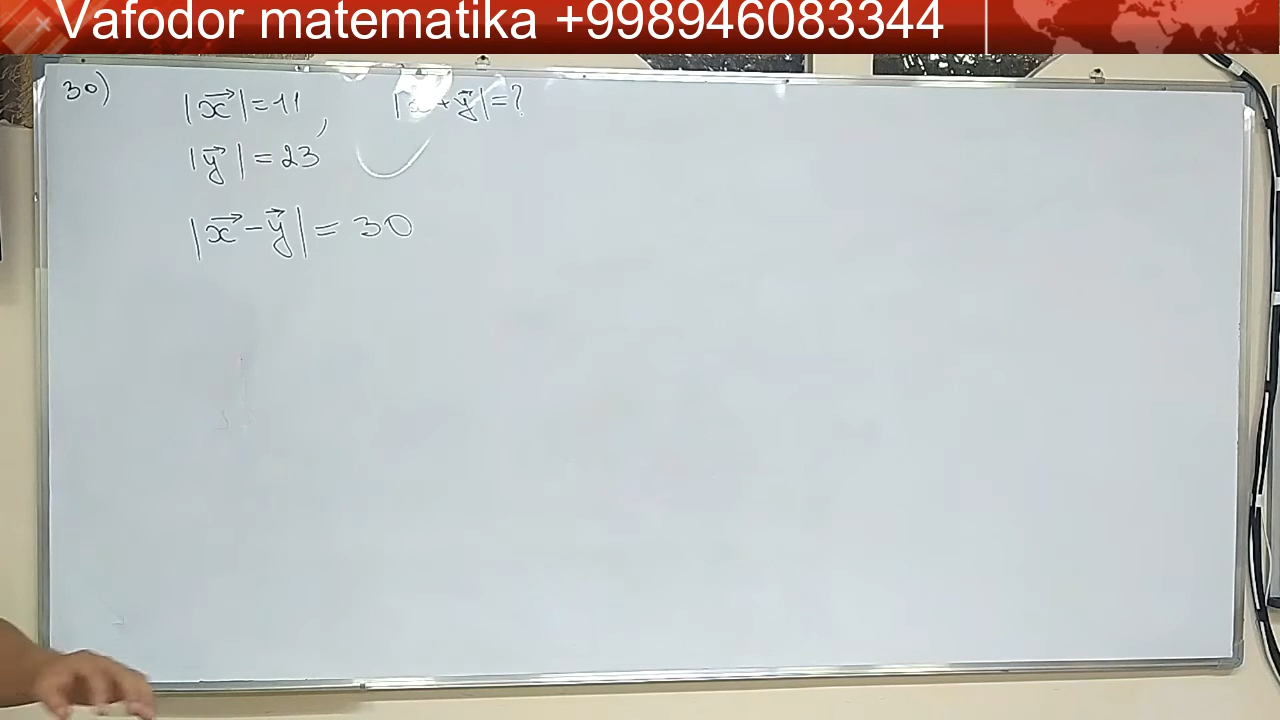 Vafodor matematika +998946083344
30) |x⃗| = 11, |x⃗ + y⃗| = ?
|y⃗| = 23
|x⃗ - y⃗| = 30